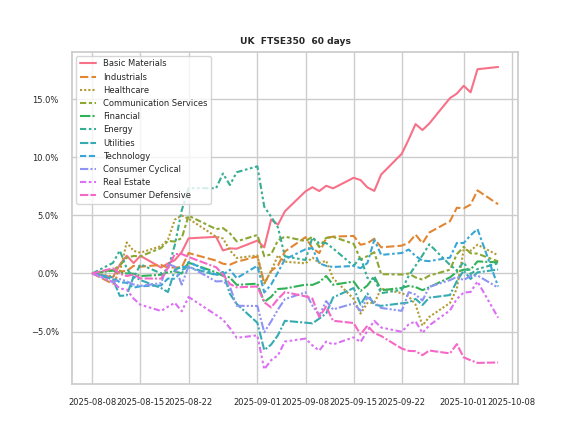 UK FTSE350 60 days
Basic Materials
Industrials
Healthcare
Communication Services
Financial
Energy
Utilities
Technology
Consumer Cyclical
Real Estate
Consumer Defensive
15.0%
10.0%
5.0%
0.0%
−5.0%
2025-08-08
2025-08-15
2025-08-22
2025-09-01
2025-09-08
2025-09-15
2025-09-22
2025-10-01
2025-10-08